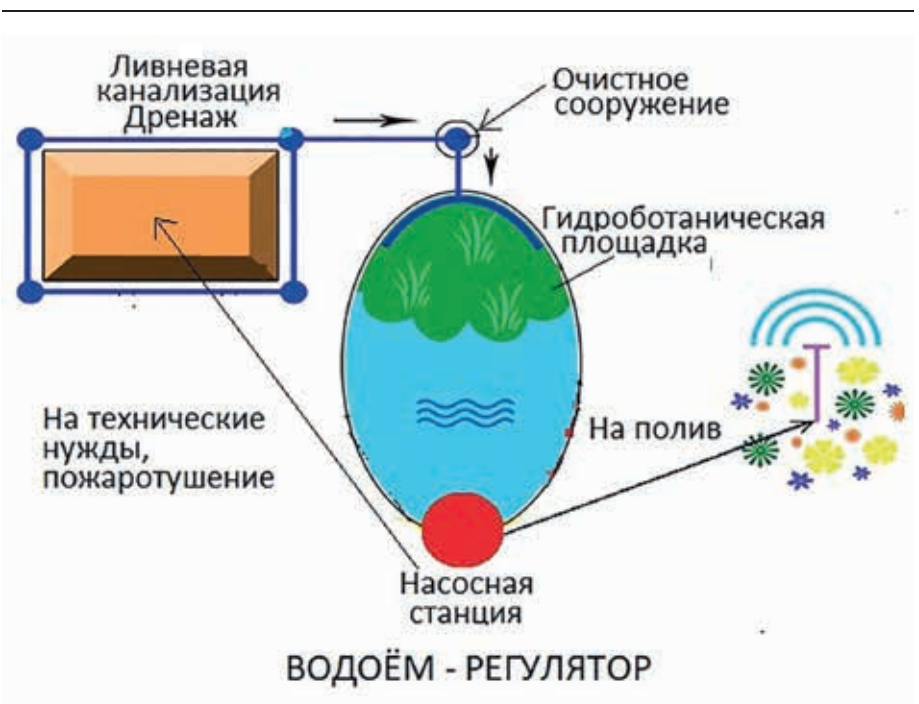 Ливневая
канализация
Дренаж
Очистное
сооружение
Гидроботаническая
площадка
На технические
нужды,
пожаротушение
На полив
Насосная
станция
ВОДОЁМ - РЕГУЛЯТОР